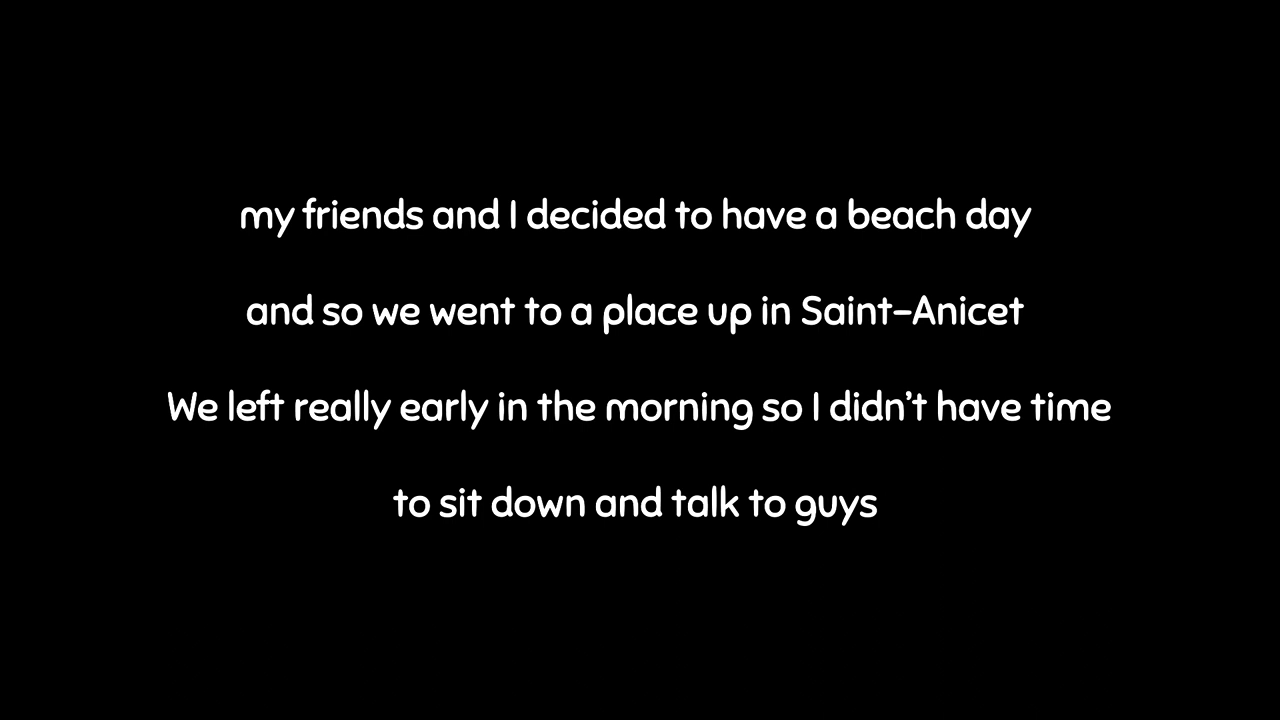 my friends and I decided to have a beach day
and so we went to a place up in Saint-Anicet
We left really early in the morning so I didn't have time
to sit down and talk to guys